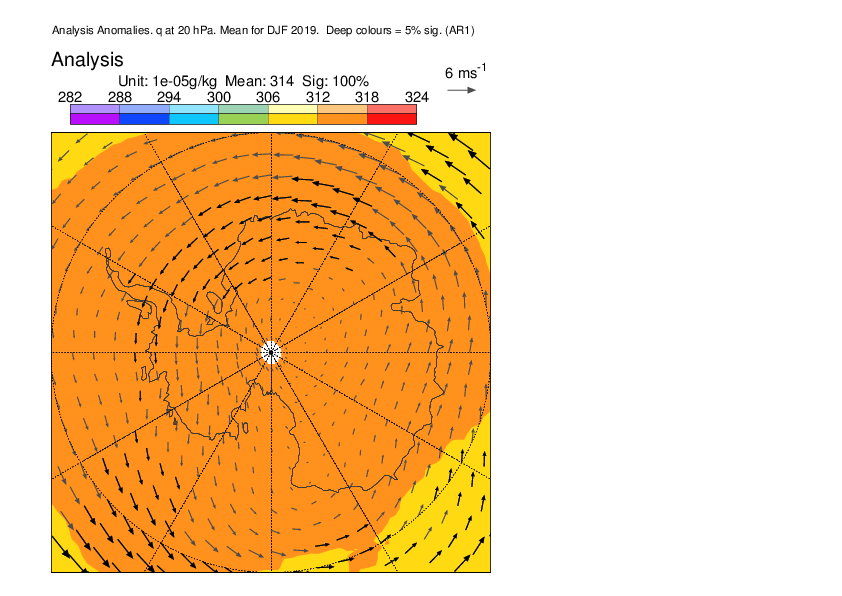 Analysis Anomalies. q at 20 hPa. Mean for DJF 2019.  Deep colours = 5% sig. (AR1)
Analysis
6 ms-1
Unit: 1e-05g/kg  Mean: 314  Sig: 100%
282 288 294 300 306 312 318 324